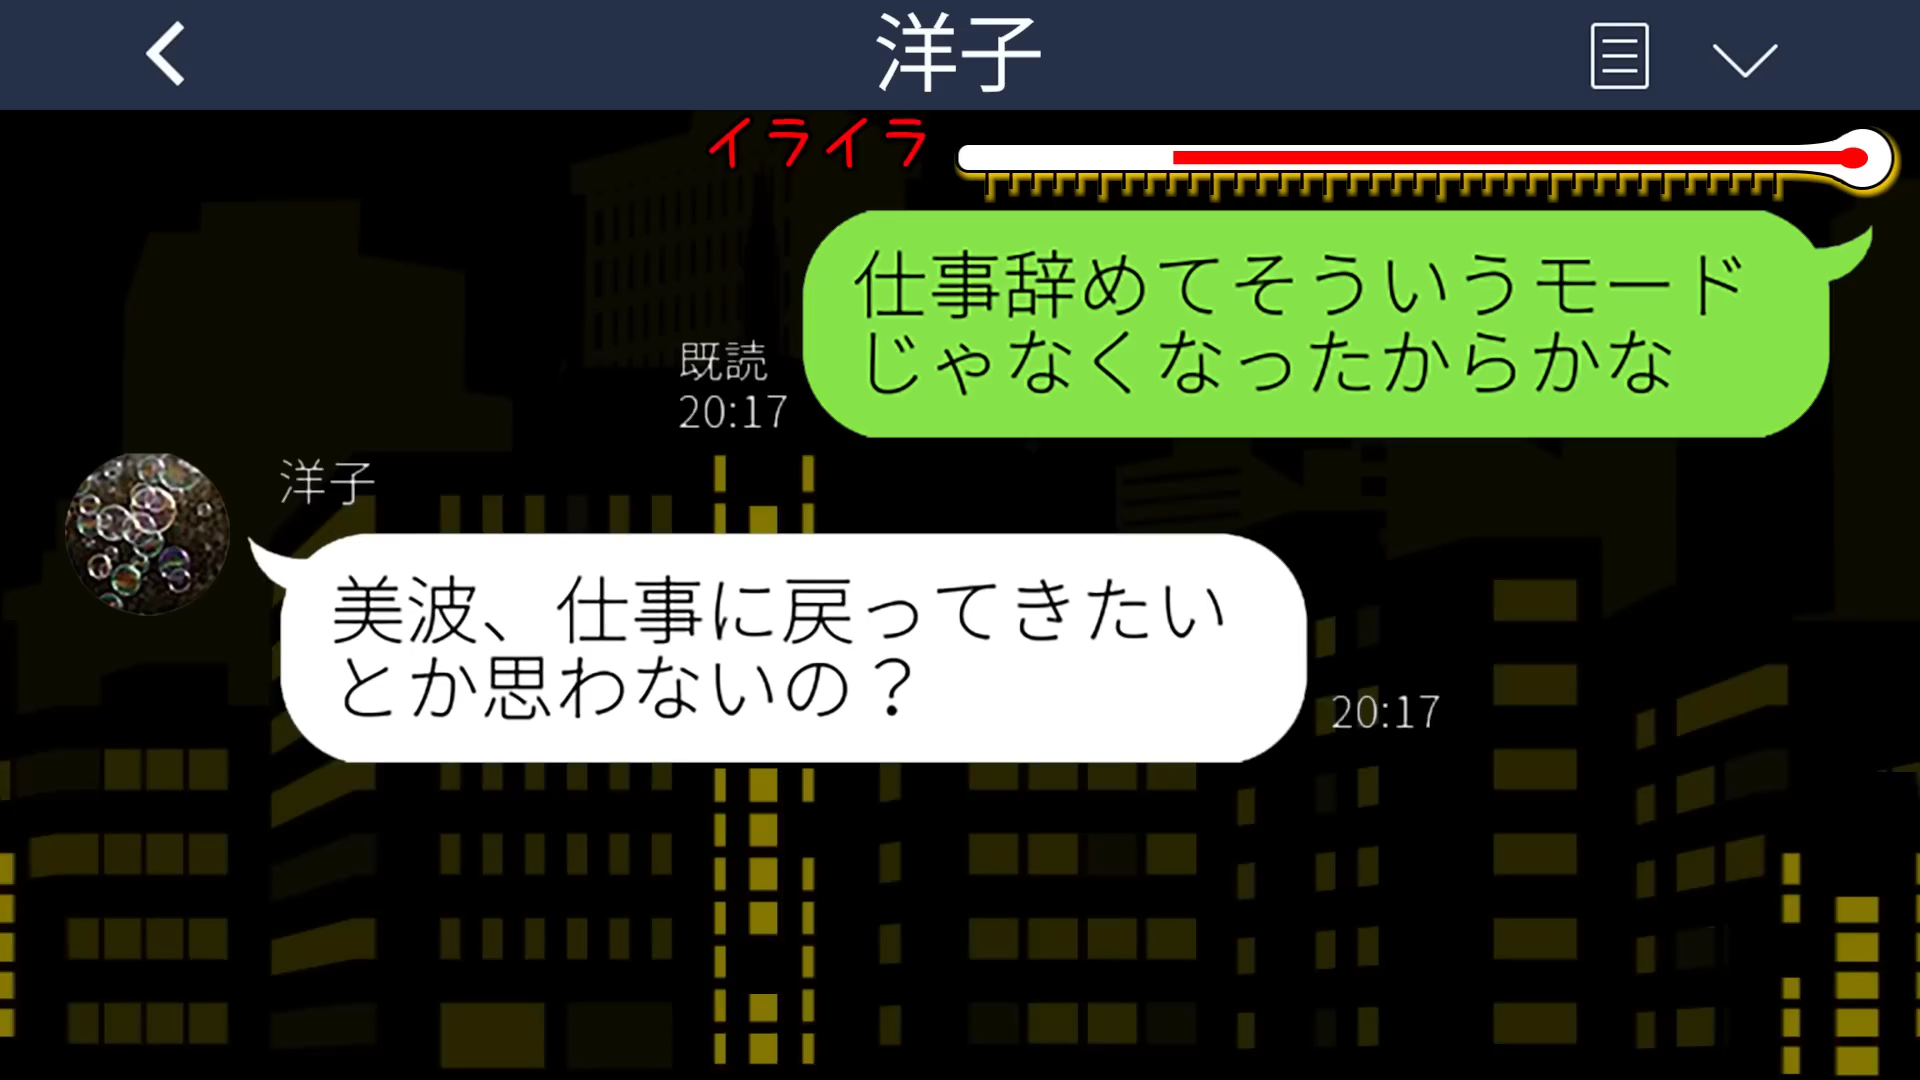 洋子
イライラ
仕事辞めてそういうモード
じゃなくなったからかな
既読
20:17
洋子
美波、仕事に戻ってきたい
とか思わないの？
20:17